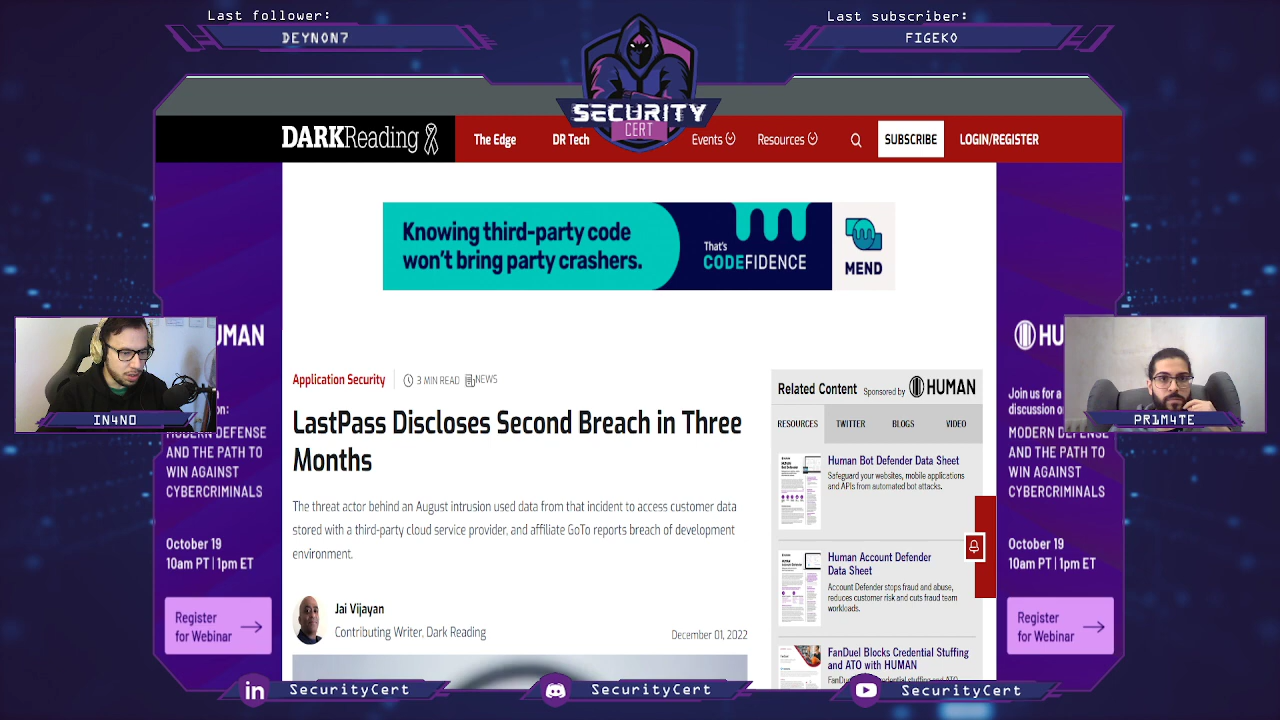 Last follower:
DEYNON7
Last subscriber:
FIGEKO
SECURITY
CERT
DARKReading
The Edge
DR Tech
Events
Resources
SUBSCRIBE
LOGIN/REGISTER
Knowing third-party code
won't bring party crashers.
That's
CODEFIDENCE
MEND
UMAN
MODERN DEFENSE
AND THE PATH TO
WIN AGAINST
CYBERCRIMINALS
October 19
10am PT | 1pm ET
Register
for Webinar
IN4N0
Application Security
3 MIN READ
NEWS
LastPass Discloses Second Breach in Three
Months
The threat actor behind an August intrusion used data from that incident to access customer data
stored with a third-party cloud service provider, and affiliate GoTo reports breach of development
environment.
Jai Vijayan
Contributing Writer, Dark Reading
December 01, 2022
Related Content
Sponsored by
HUMAN
RESOURCES
TWITTER
BLOGS
VIDEO
Human Bot Defender Data Sheet
Safeguard your websites, mobile applications
and APIs from automated bot attacks.
Human Account Defender
Data Sheet
Account Defender stops fraud and abuse,
reduces customer risk and cuts fraud team
workloads.
FanDuel Blocks Credential Stuffing
and ATO with HUMAN
HU
Join us for a
discussion o
MODERN DEFENSE
AND THE PATH TO
WIN AGAINST
CYBERCRIMINALS
October 19
10am PT | 1pm ET
Register
for Webinar
PR1M4TE
in
SecurityCert
SecurityCert
SecurityCert